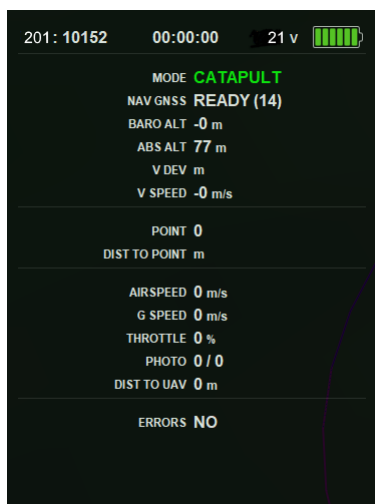 201: 10152 00:00:00 21 v
MODE CATAPULT
NAV GNSS READY (14)
BARO ALT -0 m
ABS ALT 77 m
V DEV m
V SPEED -0 m/s
POINT 0
DIST TO POINT m
AIRSPEED 0 m/s
G SPEED 0 m/s
THROTTLE 0 %
PHOTO 0 / 0
DIST TO UAV 0 m
ERRORS NO